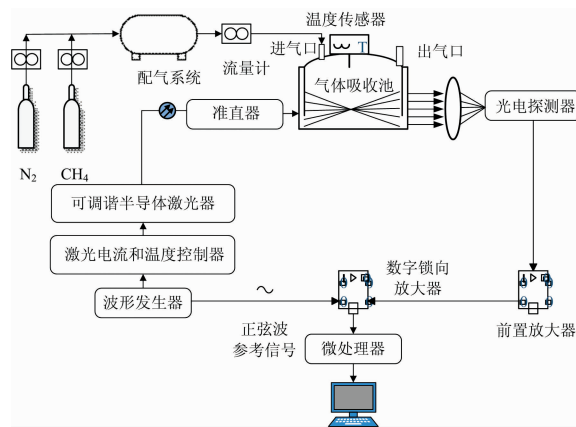 温度传感器
进气口
T
出气口
配气系统
流量计
气体吸收池
准直器
光电探测器
N₂
CH₄
可调谐半导体激光器
激光电流和温度控制器
波形发生器
数字锁向
放大器
正弦波
参考信号
前置放大器
微处理器